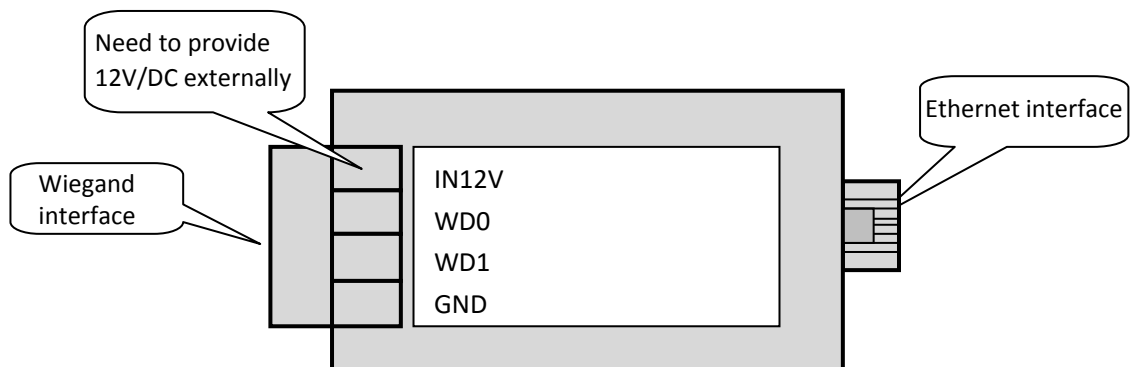 Need to provide
12V/DC externally
Ethernet interface
Wiegand
interface
IN12V
WD0
WD1
GND